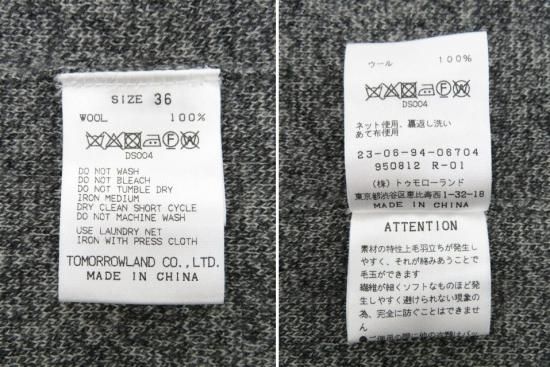 SIZE 36
WOOL 100%
DS004
DO NOT WASH
DO NOT BLEACH
DO NOT TUMBLE DRY
IRON MEDIUM
DRY CLEAN SHORT CYCLE
DO NOT MACHINE WASH
USE LAUNDRY NET
IRON WITH PRESS CLOTH
TOMORROWLAND CO., LTD.
MADE IN CHINA
ウール 100%
DS004
ネット使用、裏返し洗い
あて布使用
23-06-94-06704
950812 R-01
(株)トゥモローランド
東京都渋谷区恵比寿西1-32-18
MADE IN CHINA
ATTENTION
素材の特性上毛羽立ちが発生し
やすく、それが絡みあうことで
毛玉ができます
繊維が細くソフトなものほど発
生しやすく避けられない現象の
為、完全に防ぐことはできませ
ん